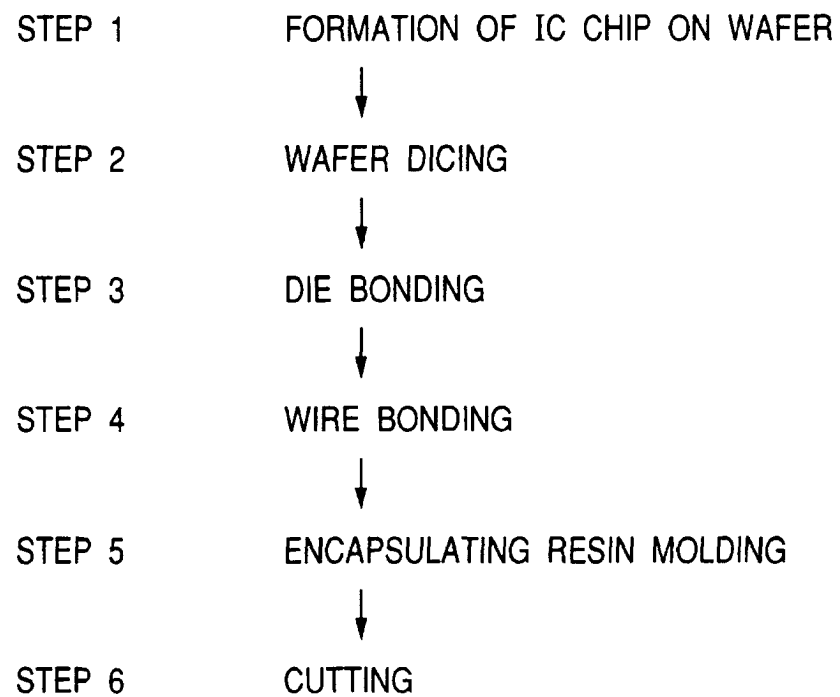 STEP 1 FORMATION OF IC CHIP ON WAFER
STEP 2 WAFER DICING
STEP 3 DIE BONDING
STEP 4 WIRE BONDING
STEP 5 ENCAPSULATING RESIN MOLDING
STEP 6 CUTTING